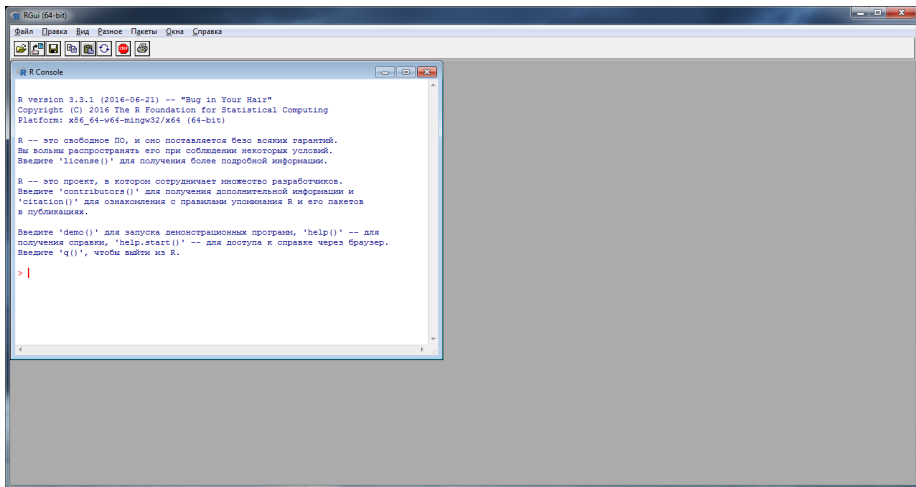 RGui (64-bit)
Файл Правка Вид Разное Пакеты Окна Справка
STOP
R Console
R version 3.3.1 (2016-06-21) -- "Bug in Your Hair"
Copyright (C) 2016 The R Foundation for Statistical Computing
Platform: x86_64-w64-mingw32/x64 (64-bit)
R -- это свободное ПО, и оно поставляется безо всяких гарантий.
Вы вольны распространять его при соблюдении некоторых условий.
Введите 'license()' для получения более подробной информации.
R -- это проект, в котором сотрудничает множество разработчиков.
Введите 'contributors()' для получения дополнительной информации и
'citation()' для ознакомления с правилами упоминания R и его пакетов
в публикациях.
Введите 'demo()' для запуска демонстрационных программ, 'help()' -- для
получения справки, 'help.start()' -- для доступа к справке через браузер.
Введите 'q()', чтобы выйти из R.
>